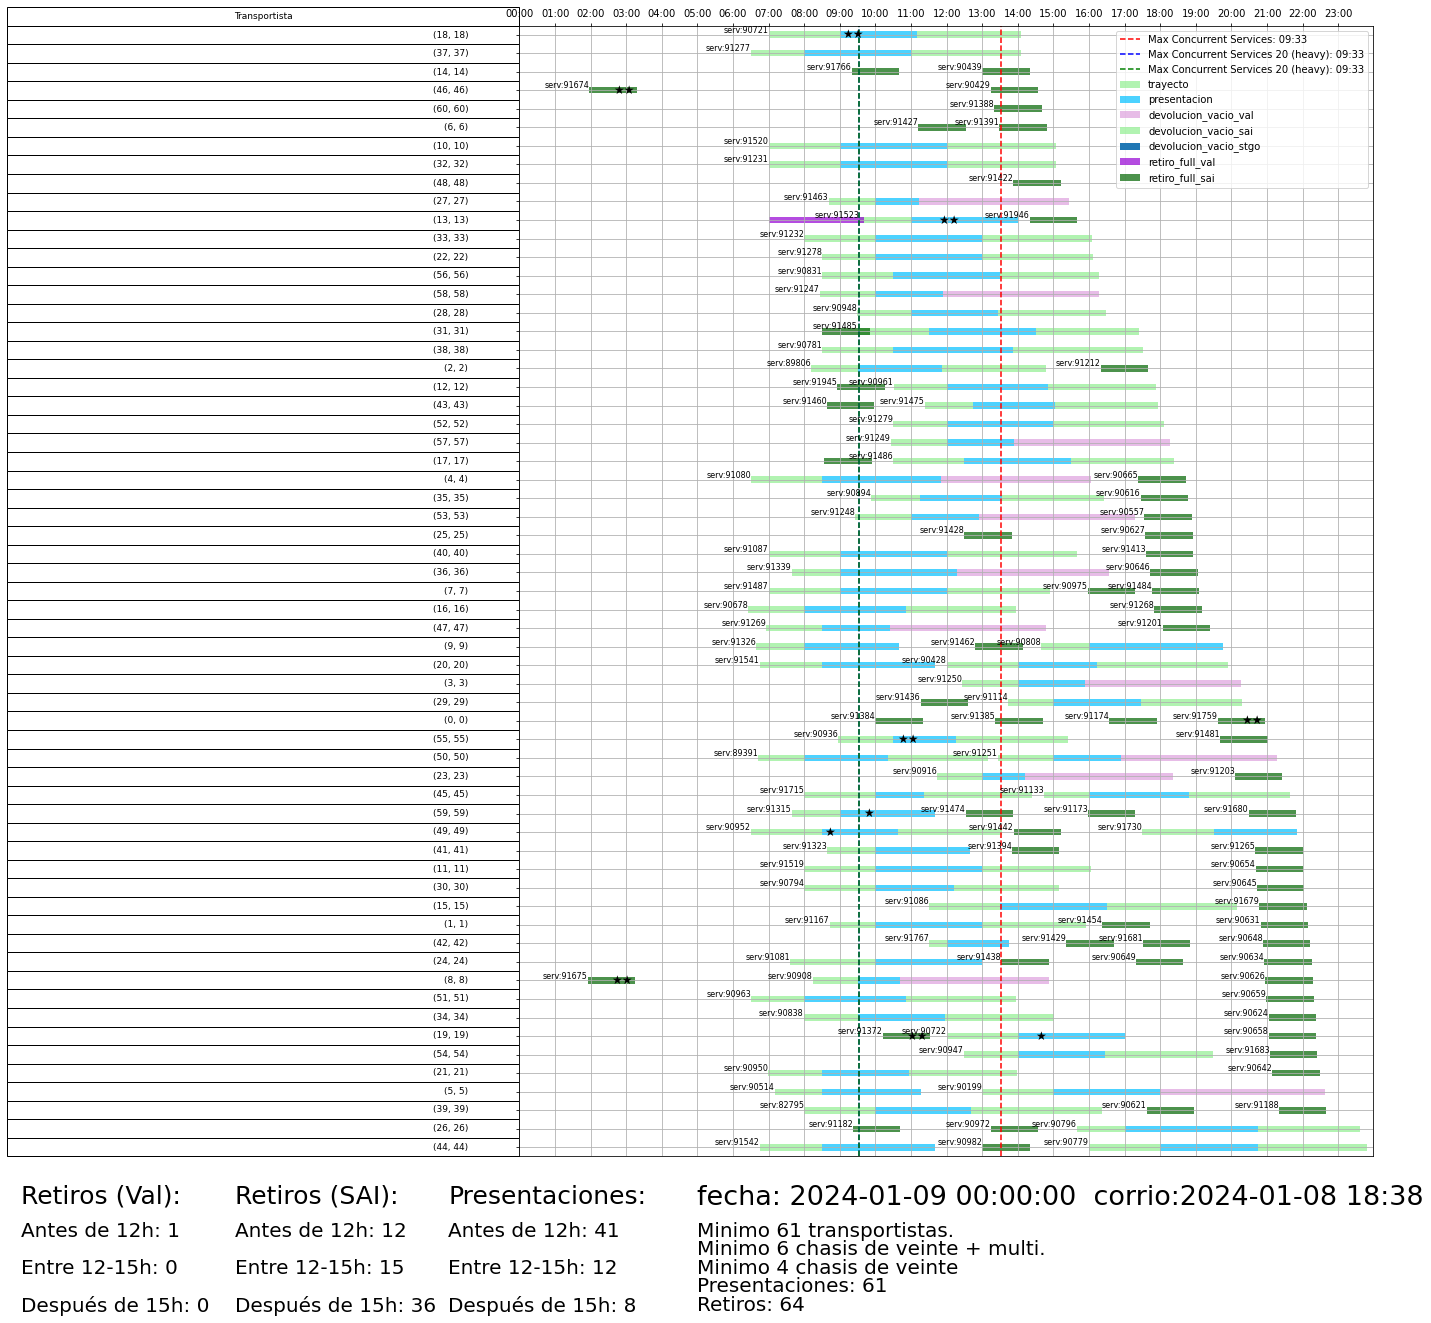 Transportista 00:00 01:00 02:00 03:00 04:00 05:00 06:00 07:00 08:00 09:00 10:00 11:00 12:00 13:00 14:00 15:00 16:00 17:00 18:00 19:00 20:00 21:00 22:00 23:00
Max Concurrent Services: 09:33
Max Concurrent Services 20 (heavy): 09:33
Max Concurrent Services 20 (heavy): 09:33
trayecto
presentacion
devolucion_vacio_val
devolucion_vacio_sai
devolucion_vacio_stgo
retiro_full_val
retiro_full_sai
(18, 18) serv:90721
(37, 37) serv:91277
(14, 14) serv:91766 serv:90439
(46, 46) serv:91674 serv:90429
(60, 60) serv:91388
(6, 6) serv:91427 serv:91391
(10, 10) serv:91520
(32, 32) serv:91231
(48, 48) serv:91422
(27, 27) serv:91463
(13, 13) serv:91523 serv:91946
(33, 33) serv:91232
(22, 22) serv:91278
(56, 56) serv:90831
(58, 58) serv:91247
(28, 28) serv:90948
(31, 31) serv:91485
(38, 38) serv:90781
(2, 2) serv:89806 serv:91212
(12, 12) serv:91945 serv:90961
(43, 43) serv:91460 serv:91475
(52, 52) serv:91279
(57, 57) serv:91249
(17, 17) serv:91486
(4, 4) serv:91080 serv:90665
(35, 35) serv:90894 serv:90616
(53, 53) serv:91248 serv:90557
(25, 25) serv:91428 serv:90627
(40, 40) serv:91087 serv:91413
(36, 36) serv:91339 serv:90646
(7, 7) serv:91487 serv:90975 serv:91484
(16, 16) serv:90678 serv:91268
(47, 47) serv:91269 serv:91201
(9, 9) serv:91326 serv:91462 serv:90808
(20, 20) serv:91541 serv:90428
(3, 3) serv:91250
(29, 29) serv:91436 serv:91114
(0, 0) serv:91384 serv:91385 serv:91174 serv:91759
(55, 55) serv:90936 serv:91481
(50, 50) serv:89391 serv:91251
(23, 23) serv:90916 serv:91203
(45, 45) serv:91715 serv:91133
(59, 59) serv:91315 serv:91474 serv:91173 serv:91680
(49, 49) serv:90952 serv:91442 serv:91730
(41, 41) serv:91323 serv:91394 serv:91265
(11, 11) serv:91519 serv:90654
(30, 30) serv:90794 serv:90645
(15, 15) serv:91086 serv:91679
(1, 1) serv:91167 serv:91454 serv:90631
(42, 42) serv:91767 serv:91429 serv:91681 serv:90648
(24, 24) serv:91081 serv:91438 serv:90649 serv:90634
(8, 8) serv:91675 serv:90908 serv:90626
(51, 51) serv:90963 serv:90659
(34, 34) serv:90838 serv:90624
(19, 19) serv:91372 serv:90722 serv:90658
(54, 54) serv:90947 serv:91683
(21, 21) serv:90950 serv:90642
(5, 5) serv:90514 serv:90199
(39, 39) serv:82795 serv:90621 serv:91188
(26, 26) serv:91182 serv:90972 serv:90796
(44, 44) serv:91542 serv:90982 serv:90779
Retiros (Val):
Antes de 12h: 1
Entre 12-15h: 0
Después de 15h: 0
Retiros (SAI):
Antes de 12h: 12
Entre 12-15h: 15
Después de 15h: 36
Presentaciones:
Antes de 12h: 41
Entre 12-15h: 12
Después de 15h: 8
fecha: 2024-01-09 00:00:00 corrio:2024-01-08 18:38
Minimo 61 transportistas.
Minimo 6 chasis de veinte + multi.
Minimo 4 chasis de veinte
Presentaciones: 61
Retiros: 64